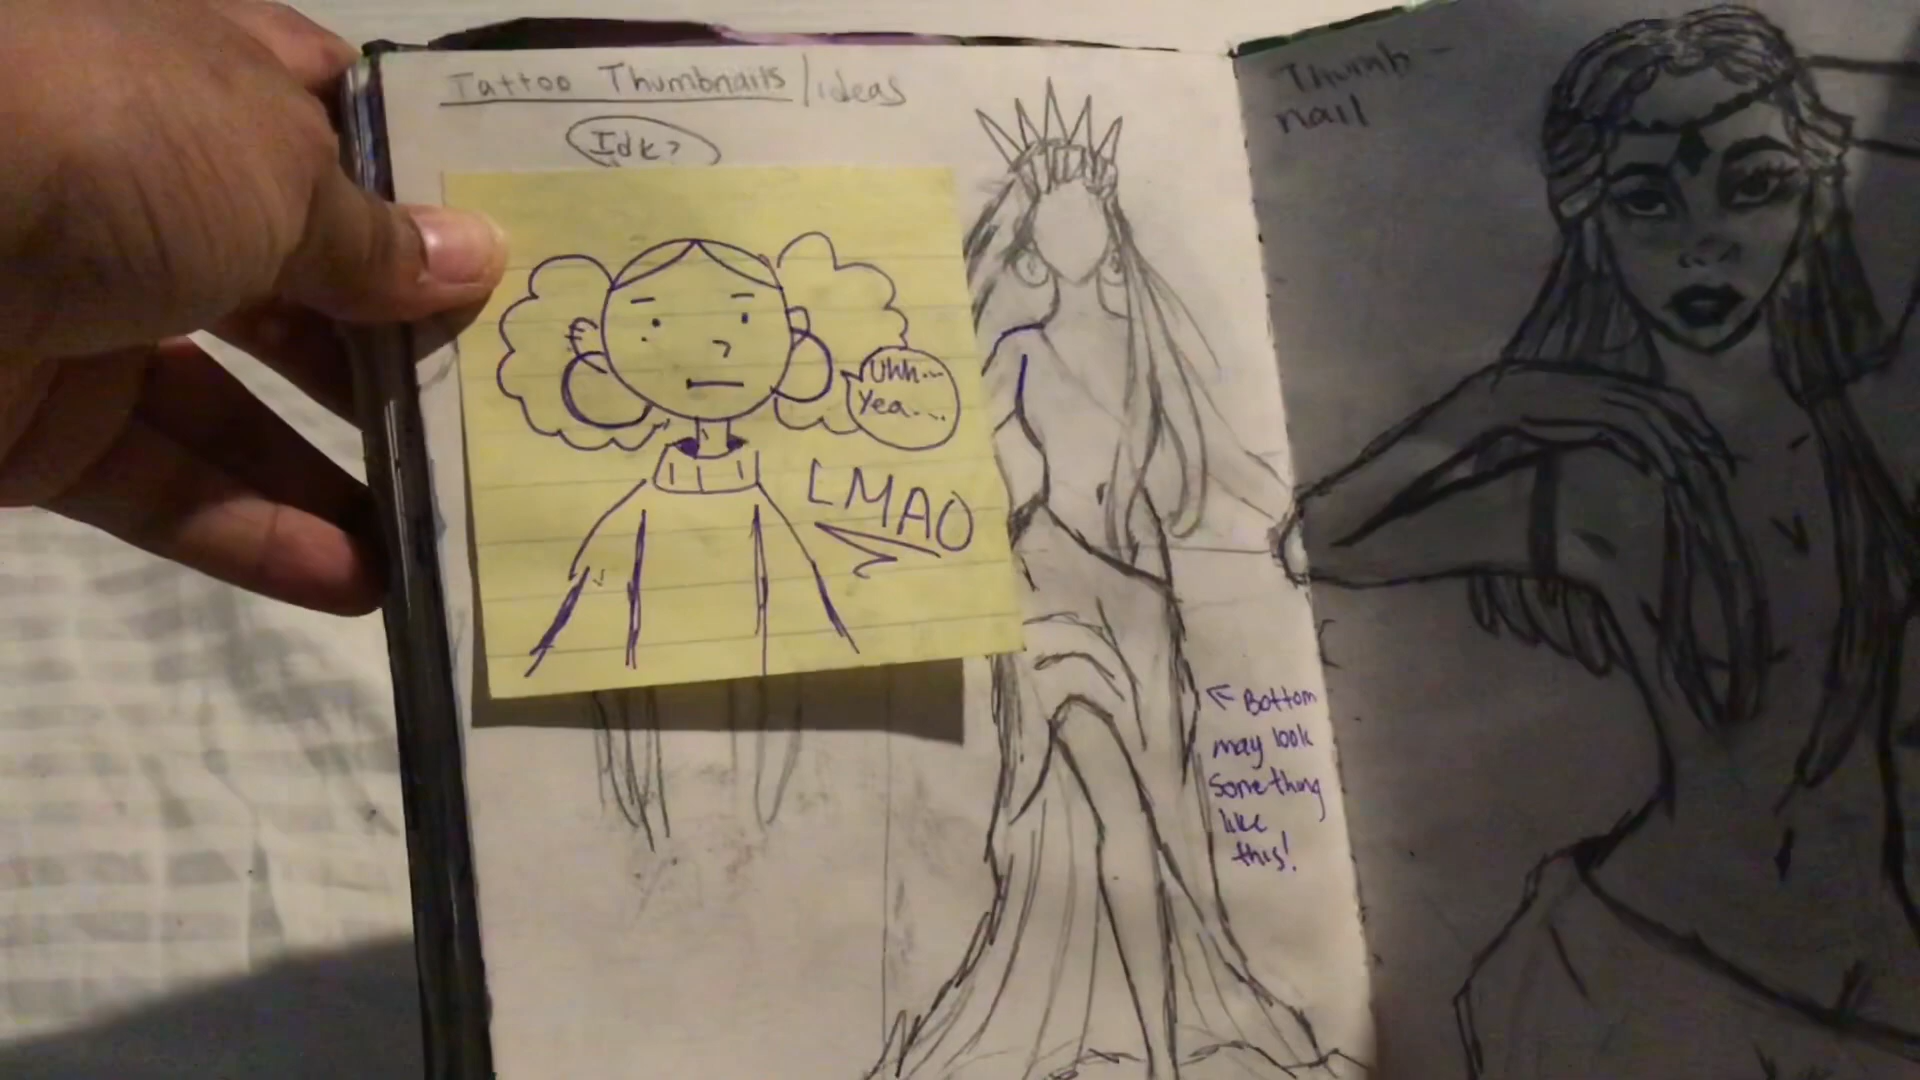 Tattoo Thumbnails/ideas
Idk?
Uhh...
Yea...
LMAO
← Bottom
may look
something
like
this!
Thumb-
nail